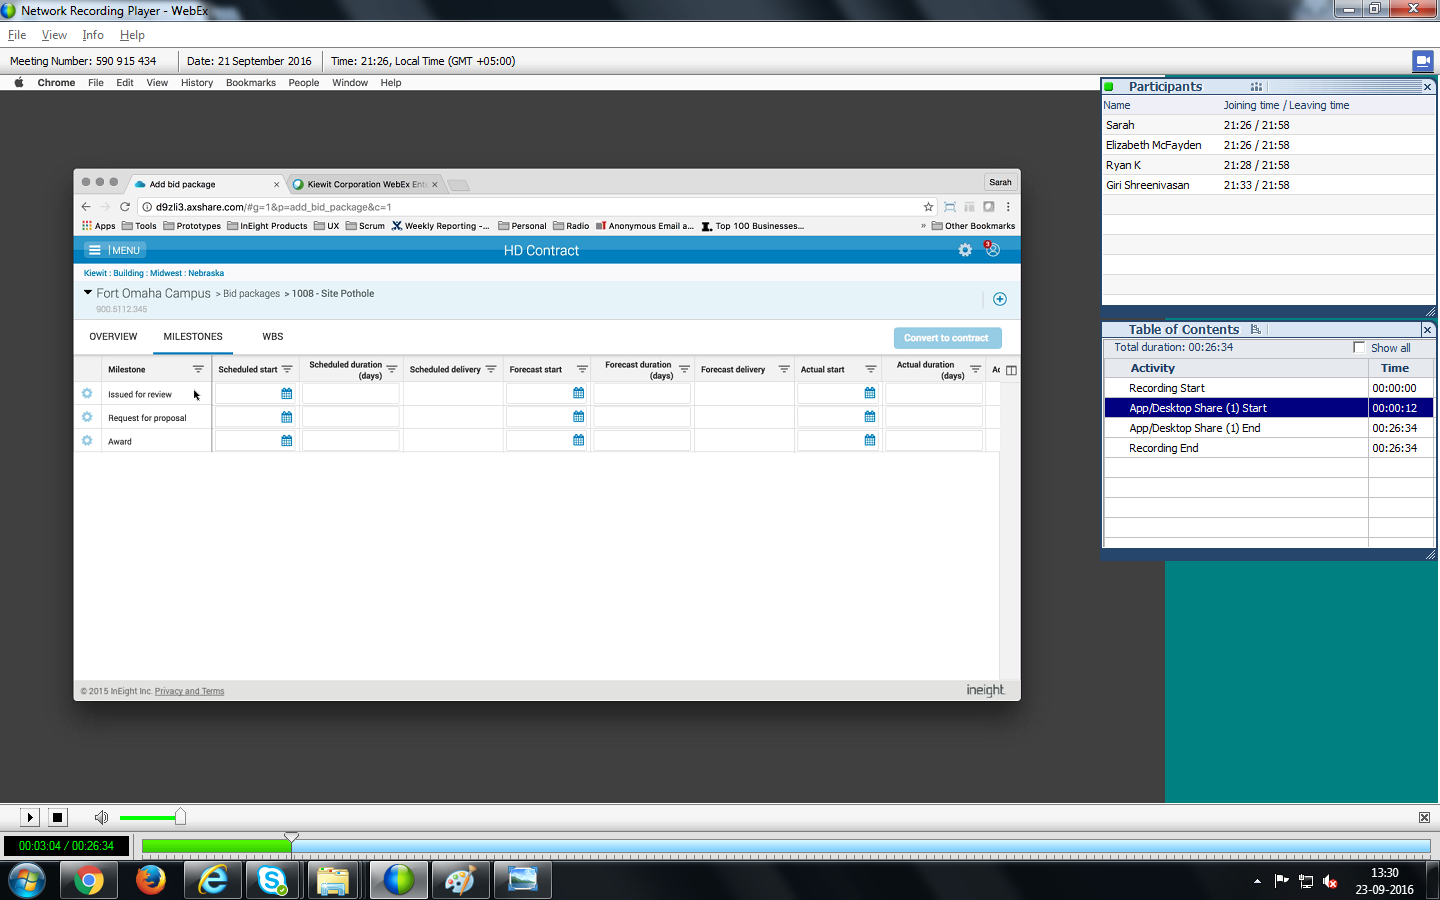 Network Recording Player - WebEx
File View Info Help
Meeting Number: 590 915 434 Date: 21 September 2016 Time: 21:26, Local Time (GMT +05:00)
Chrome File Edit View History Bookmarks People Window Help
Add bid package Kiewit Corporation WebEx Ente Sarah
d9zli3.axshare.com/#g=1&p=add_bid_package&c=1
Apps Tools Prototypes InEight Products UX Scrum Weekly Reporting -... Personal Radio Anonymous Email a... Top 100 Businesses... » Other Bookmarks
MENU HD Contract 3
Kiewit : Building : Midwest : Nebraska
Fort Omaha Campus > Bid packages > 1008 - Site Pothole
900.5112.345
OVERVIEW MILESTONES WBS Convert to contract
Milestone Scheduled start Scheduled duration (days) Scheduled delivery Forecast start Forecast duration (days) Forecast delivery Actual start Actual duration (days) Ac
Issued for review
Request for proposal
Award
© 2015 InEight Inc. Privacy and Terms ineight
Participants
Name Joining time / Leaving time
Sarah 21:26 / 21:58
Elizabeth McFayden 21:26 / 21:58
Ryan K 21:28 / 21:58
Giri Shreenivasan 21:33 / 21:58
Table of Contents
Total duration: 00:26:34 Show all
Activity Time
Recording Start 00:00:00
App/Desktop Share (1) Start 00:00:12
App/Desktop Share (1) End 00:26:34
Recording End 00:26:34
00:03:04 / 00:26:34
13:30
23-09-2016